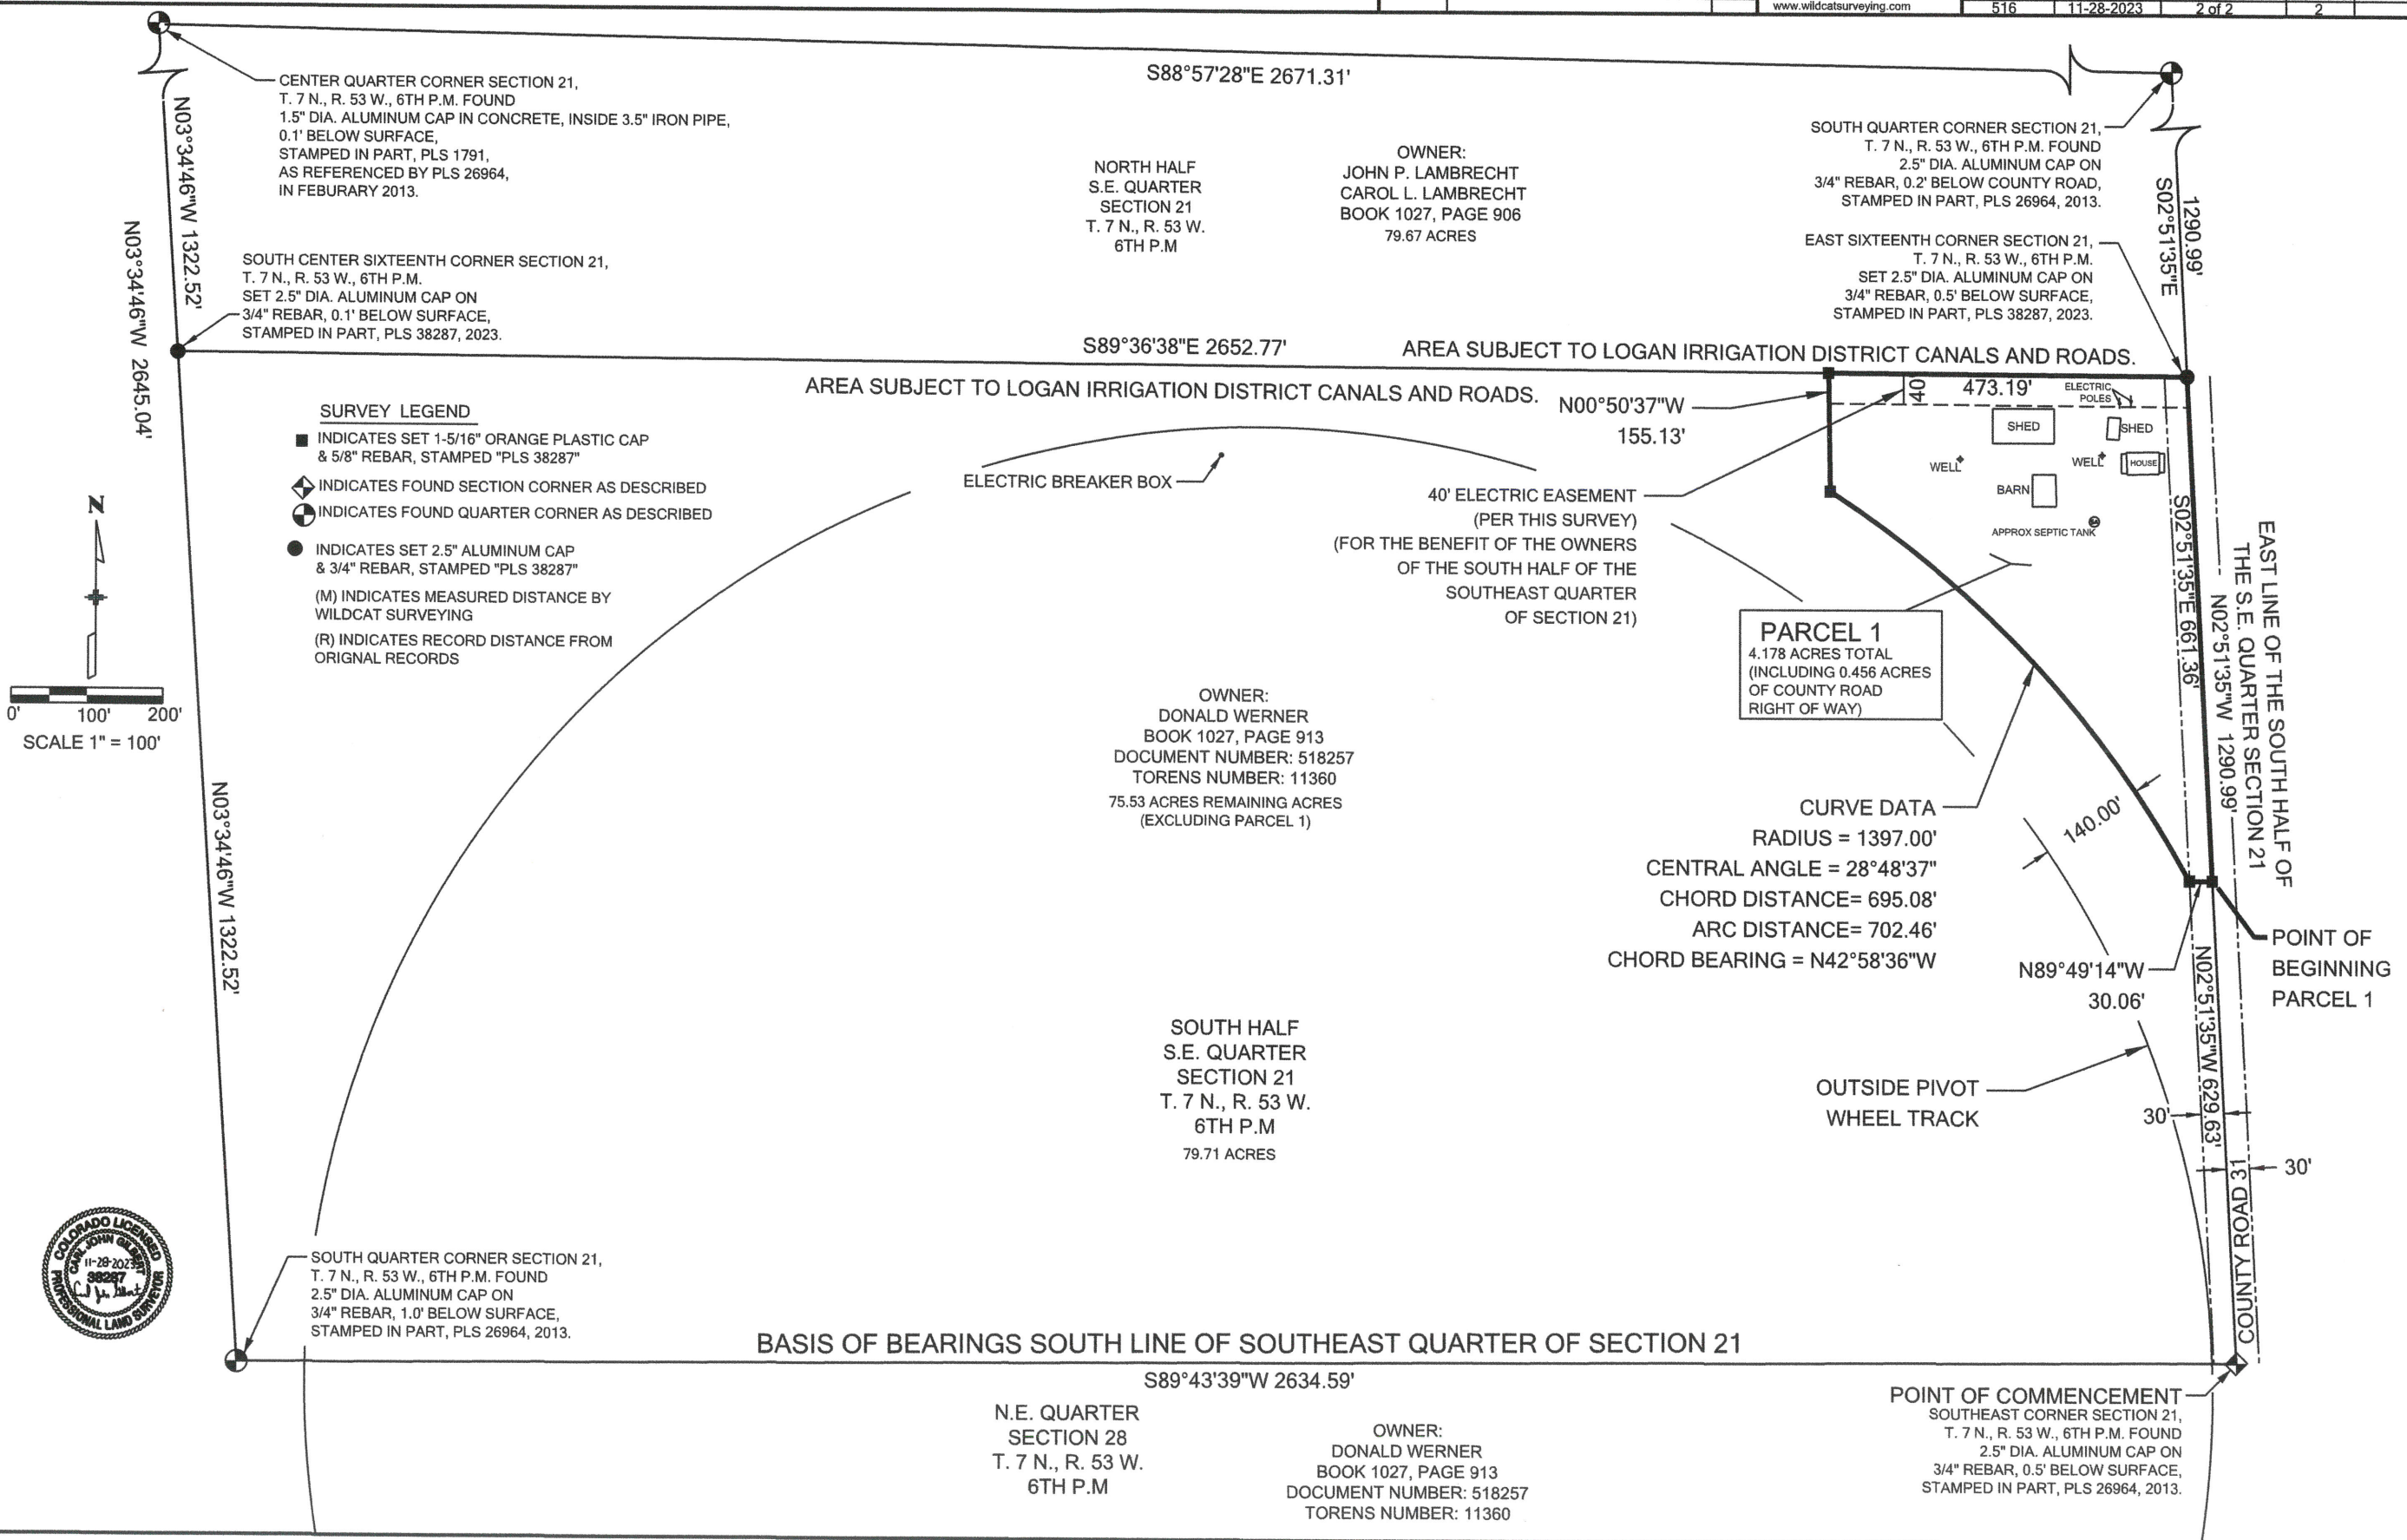 www.wildcatsurveying.com
516
11-28-2023
2 of 2
2
S88°57'28"E 2671.31'
CENTER QUARTER CORNER SECTION 21,
T. 7 N., R. 53 W., 6TH P.M. FOUND
1.5" DIA. ALUMINUM CAP IN CONCRETE, INSIDE 3.5" IRON PIPE,
0.1' BELOW SURFACE,
STAMPED IN PART, PLS 1791,
AS REFERENCED BY PLS 26964,
IN FEBURARY 2013.
N03°34'46"W 1322.52'
N03°34'46"W 2645.04'
NORTH HALF
S.E. QUARTER
SECTION 21
T. 7 N., R. 53 W.
6TH P.M
OWNER:
JOHN P. LAMBRECHT
CAROL L. LAMBRECHT
BOOK 1027, PAGE 906
79.67 ACRES
SOUTH QUARTER CORNER SECTION 21,
T. 7 N., R. 53 W., 6TH P.M. FOUND
2.5" DIA. ALUMINUM CAP ON
3/4" REBAR, 0.2' BELOW COUNTY ROAD,
STAMPED IN PART, PLS 26964, 2013.
1290.99'
S02°51'35"E
EAST SIXTEENTH CORNER SECTION 21,
T. 7 N., R. 53 W., 6TH P.M.
SET 2.5" DIA. ALUMINUM CAP ON
3/4" REBAR, 0.5' BELOW SURFACE,
STAMPED IN PART, PLS 38287, 2023.
SOUTH CENTER SIXTEENTH CORNER SECTION 21,
T. 7 N., R. 53 W., 6TH P.M.
SET 2.5" DIA. ALUMINUM CAP ON
3/4" REBAR, 0.1' BELOW SURFACE,
STAMPED IN PART, PLS 38287, 2023.
S89°36'38"E 2652.77'
AREA SUBJECT TO LOGAN IRRIGATION DISTRICT CANALS AND ROADS.
AREA SUBJECT TO LOGAN IRRIGATION DISTRICT CANALS AND ROADS.
N00°50'37"W
155.13'
40'
473.19'
ELECTRIC
POLES
SHED
SHED
WELL
WELL
HOUSE
BARN
APPROX SEPTIC TANK
SURVEY LEGEND
INDICATES SET 1-5/16" ORANGE PLASTIC CAP
& 5/8" REBAR, STAMPED "PLS 38287"
INDICATES FOUND SECTION CORNER AS DESCRIBED
INDICATES FOUND QUARTER CORNER AS DESCRIBED
INDICATES SET 2.5" ALUMINUM CAP
& 3/4" REBAR, STAMPED "PLS 38287"
(M) INDICATES MEASURED DISTANCE BY
WILDCAT SURVEYING
(R) INDICATES RECORD DISTANCE FROM
ORIGNAL RECORDS
N
0' 100' 200'
SCALE 1" = 100'
ELECTRIC BREAKER BOX
40' ELECTRIC EASEMENT
(PER THIS SURVEY)
(FOR THE BENEFIT OF THE OWNERS
OF THE SOUTH HALF OF THE
SOUTHEAST QUARTER
OF SECTION 21)
PARCEL 1
4.178 ACRES TOTAL
(INCLUDING 0.456 ACRES
OF COUNTY ROAD
RIGHT OF WAY)
S02°51'35"E 661.36'
N02°51'35"W 1290.99'
EAST LINE OF THE SOUTH HALF OF
THE S.E. QUARTER SECTION 21
OWNER:
DONALD WERNER
BOOK 1027, PAGE 913
DOCUMENT NUMBER: 518257
TORENS NUMBER: 11360
75.53 ACRES REMAINING ACRES
(EXCLUDING PARCEL 1)
CURVE DATA
RADIUS = 1397.00'
CENTRAL ANGLE = 28°48'37"
CHORD DISTANCE= 695.08'
ARC DISTANCE= 702.46'
CHORD BEARING = N42°58'36"W
140.00'
N89°49'14"W
30.06'
POINT OF
BEGINNING
PARCEL 1
N03°34'46"W 1322.52'
SOUTH HALF
S.E. QUARTER
SECTION 21
T. 7 N., R. 53 W.
6TH P.M
79.71 ACRES
OUTSIDE PIVOT
WHEEL TRACK
N02°51'35"W 629.63'
30'
30'
COUNTY ROAD 31
COLORADO LICENSED
CARL JOHN GILBERT
11-28-2023
38287
PROFESSIONAL LAND SURVEYOR
SOUTH QUARTER CORNER SECTION 21,
T. 7 N., R. 53 W., 6TH P.M. FOUND
2.5" DIA. ALUMINUM CAP ON
3/4" REBAR, 1.0' BELOW SURFACE,
STAMPED IN PART, PLS 26964, 2013.
BASIS OF BEARINGS SOUTH LINE OF SOUTHEAST QUARTER OF SECTION 21
S89°43'39"W 2634.59'
N.E. QUARTER
SECTION 28
T. 7 N., R. 53 W.
6TH P.M
OWNER:
DONALD WERNER
BOOK 1027, PAGE 913
DOCUMENT NUMBER: 518257
TORENS NUMBER: 11360
POINT OF COMMENCEMENT
SOUTHEAST CORNER SECTION 21,
T. 7 N., R. 53 W., 6TH P.M. FOUND
2.5" DIA. ALUMINUM CAP ON
3/4" REBAR, 0.5' BELOW SURFACE,
STAMPED IN PART, PLS 26964, 2013.